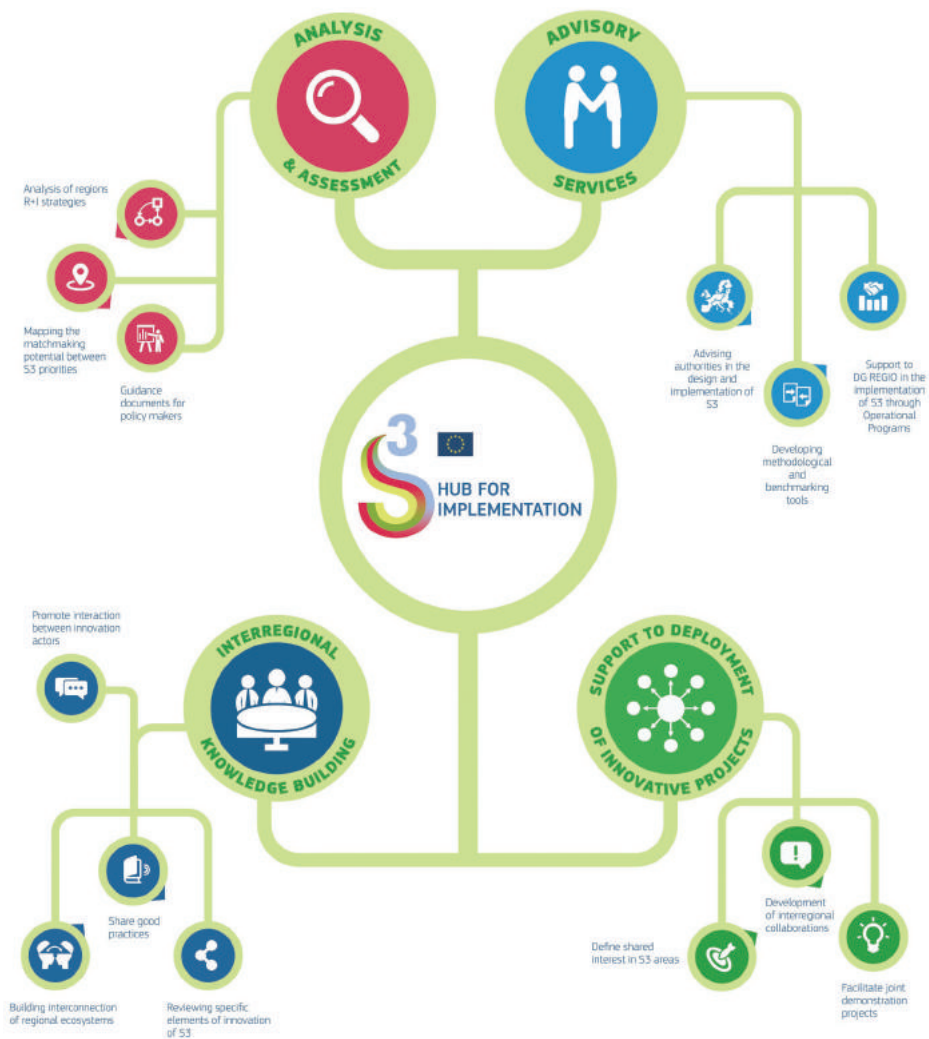 ANALYSIS
& ASSESSMENT
ADVISORY
SERVICES
Analysis of regions
R+I strategies
Mapping the
matchmaking
potential between
S3 priorities
Guidance
documents for
policy makers
Advising
authorities in the
design and
implementation of
S3
Developing
methodological
and
benchmarking
tools
Support to
DG REGIO in the
implementation
of S3 through
Operational
Programs
S3
HUB FOR
IMPLEMENTATION
Promote interaction
between innovation
actors
INTERREGIONAL
KNOWLEDGE BUILDING
Share good
practices
Building interconnection
of regional ecosystems
Reviewing specific
elements of innovation
of S3
SUPPORT TO DEPLOYMENT
OF INNOVATIVE PROJECTS
Define shared
interest in S3 areas
Development
of interregional
collaborations
Facilitate joint
demonstration
projects